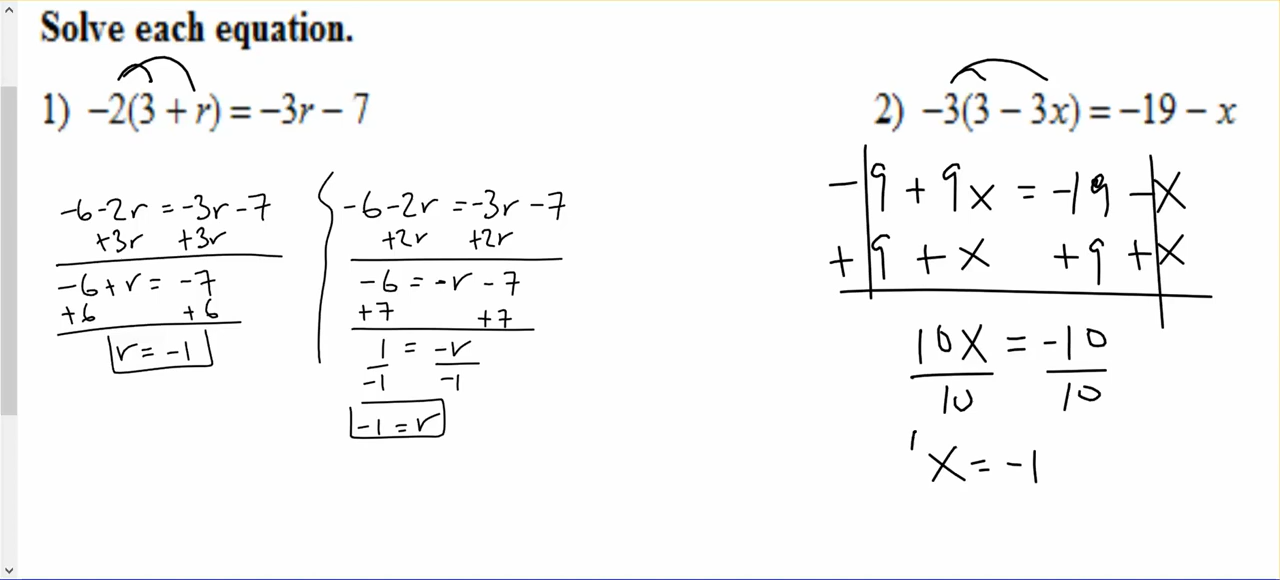 Solve each equation.
1) −2(3 + r) = −3r − 7
-6-2r = -3r -7
+3r +3r
-6+r = -7
+6 +6
r = -1
-6-2r = -3r -7
+2r +2r
-6 = -r - 7
+7 +7
1 = -r
-1 -1
-1 = r
2) −3(3 − 3x) = −19 − x
-9 + 9x = -19 -x
+9 + x +9 +x
10x = -10
10 10
x = -1